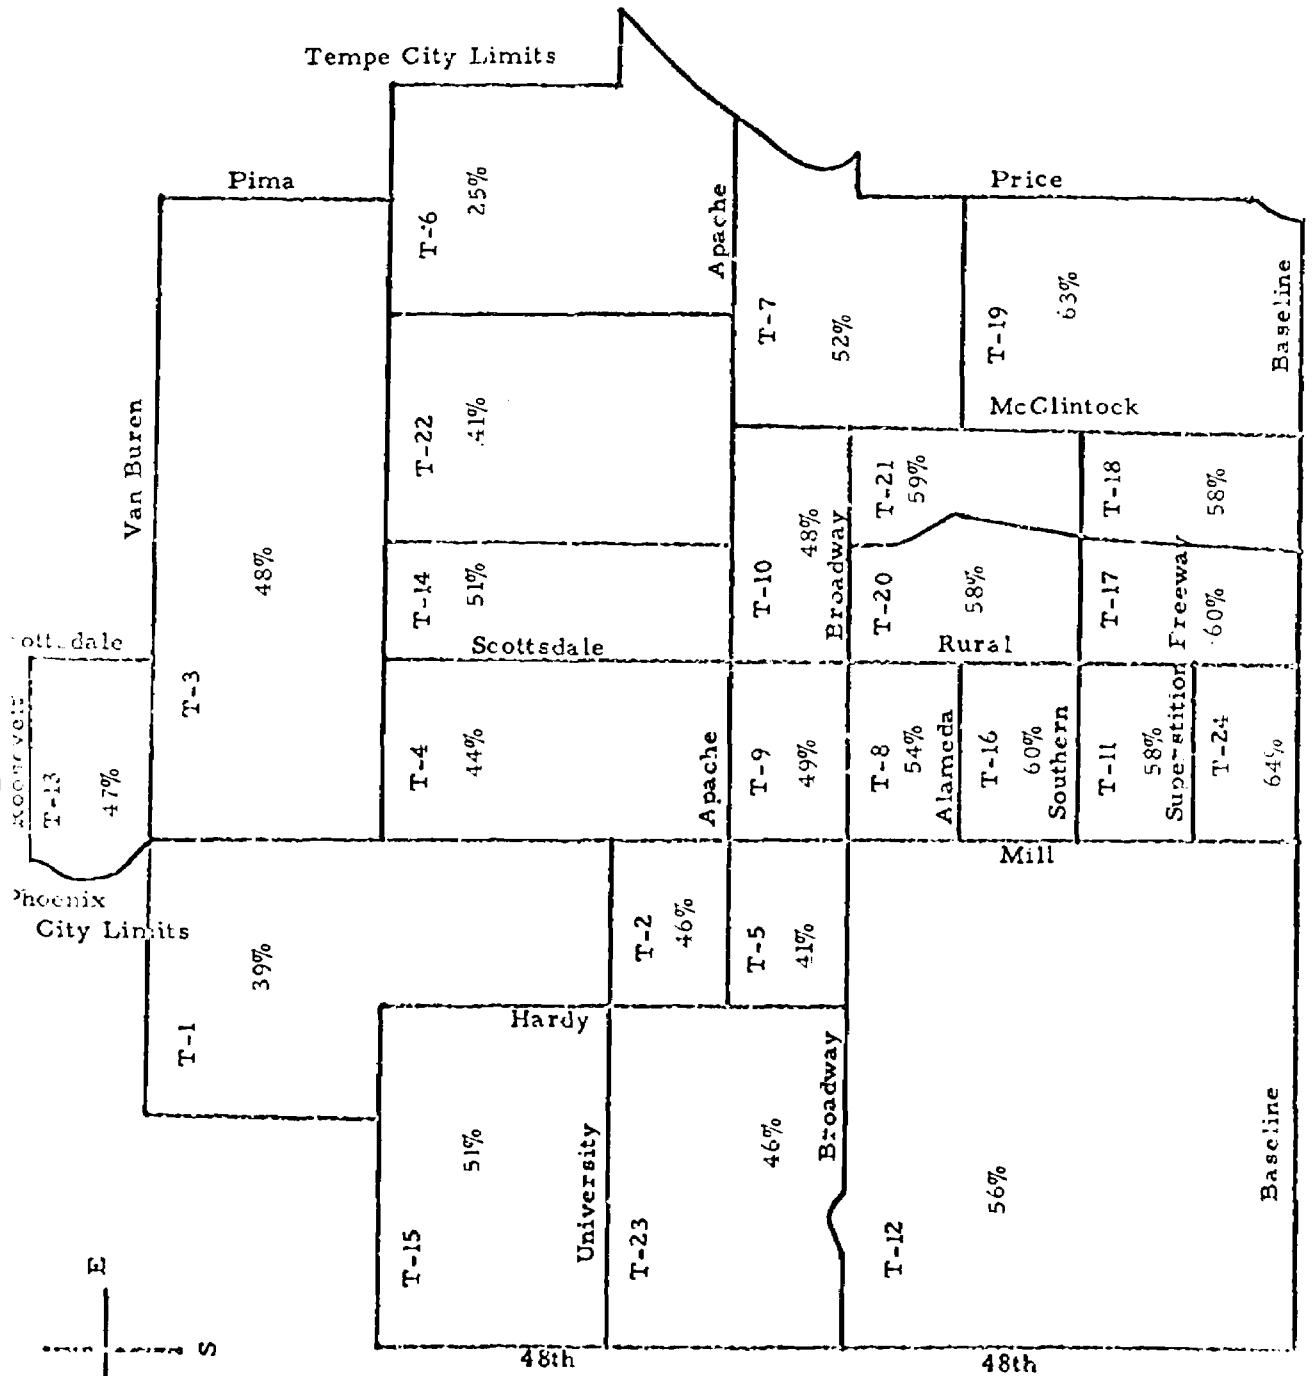 Tempe City Limits
Pima
Price
T-6
25%
Apache
T-7
52%
T-19
63%
Baseline
McClintock
Van Buren
T-22
41%
48%
T-3
T-14
51%
Scottsdale
T-10
48%
Broadway
T-21
59%
T-18
58%
T-20
58%
Rural
T-17
60%
Superstition Freeway
T-13
47%
T-4
44%
Apache
T-9
49%
T-8
54%
Alameda
T-16
60%
Southern
T-11
58%
T-24
64%
Mill
Phoenix
City Limits
39%
T-1
T-2
46%
T-5
41%
Hardy
T-15
51%
University
T-23
46%
Broadway
T-12
56%
Baseline
E
S
48th
48th